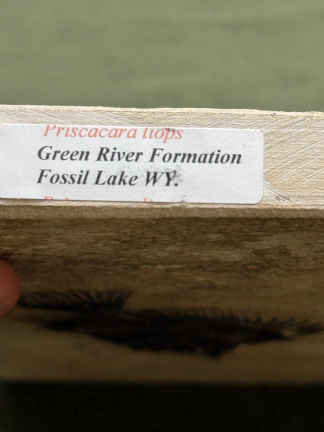 Priscacara liops
Green River Formation
Fossil Lake WY.